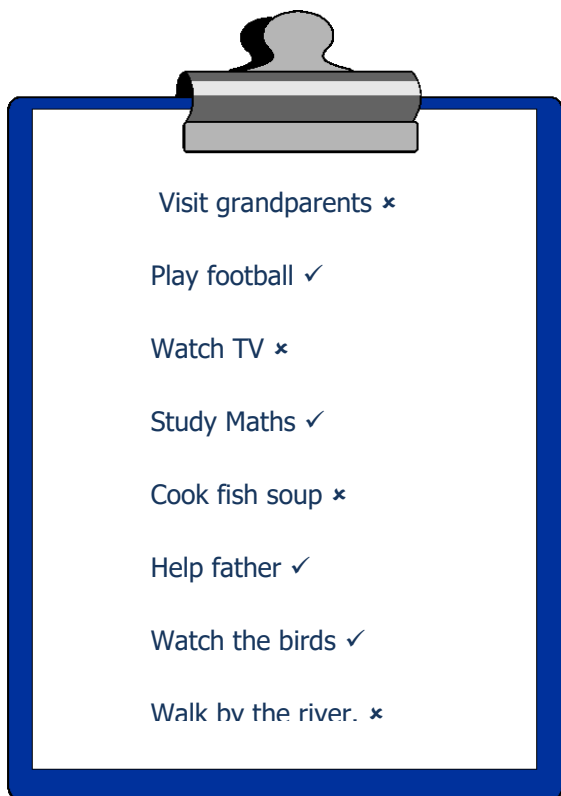 Visit grandparents ×
Play football ✓
Watch TV ×
Study Maths ✓
Cook fish soup ×
Help father ✓
Watch the birds ✓
Walk by the river. ×